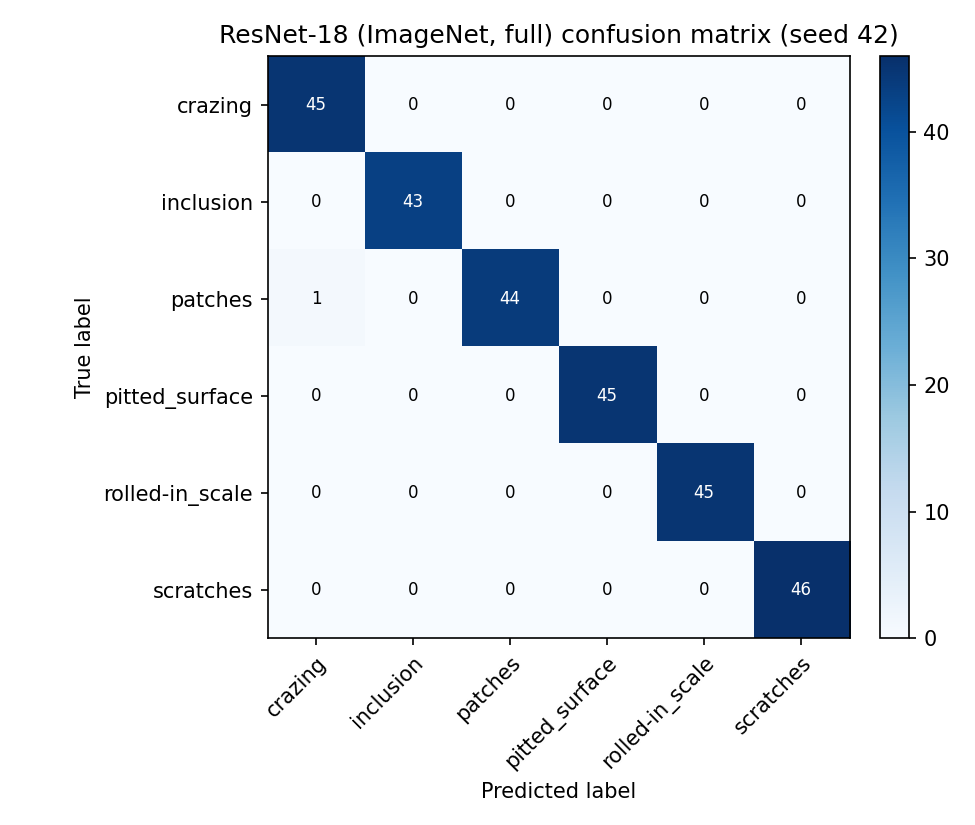 ResNet-18 (ImageNet, full) confusion matrix (seed 42)
crazing 45 0 0 0 0 0
inclusion 0 43 0 0 0 0
patches 1 0 44 0 0 0
pitted_surface 0 0 0 45 0 0
rolled-in_scale 0 0 0 0 45 0
scratches 0 0 0 0 0 46
True label
crazing inclusion patches pitted_surface rolled-in_scale scratches
Predicted label
40
30
20
10
0